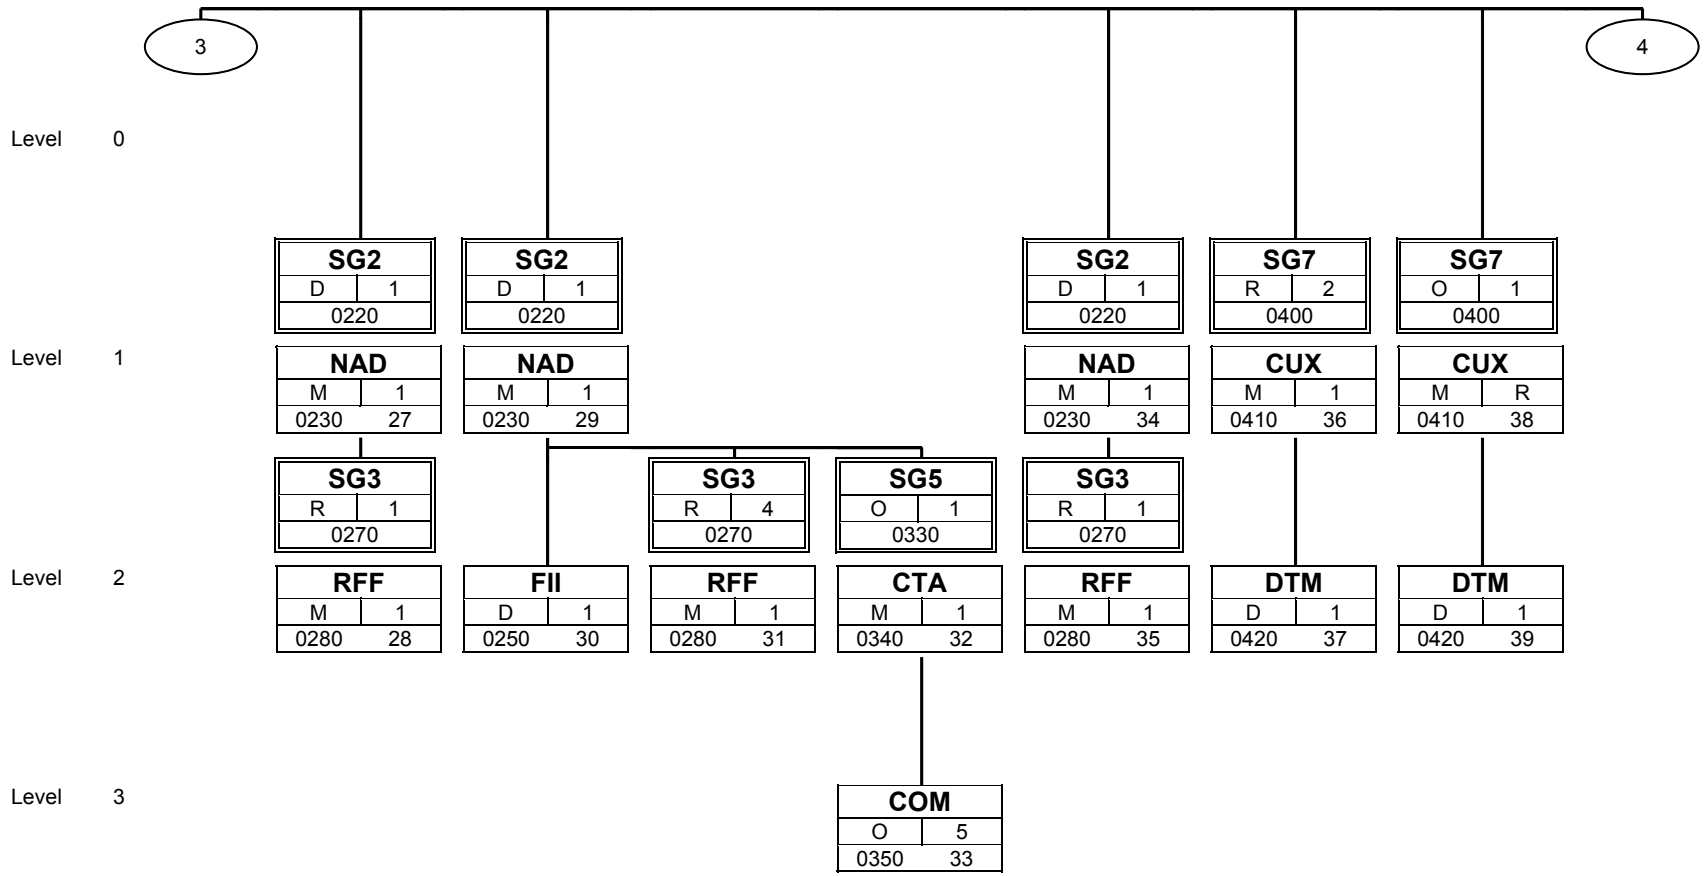 3 4
Level 0
SG2 SG2 SG2 SG7 SG7
D 1 D 1 D 1 R 2 O 1
0220 0220 0220 0400 0400
Level 1 NAD NAD NAD CUX CUX
M 1 M 1 M 1 M 1 M R
0230 27 0230 29 0230 34 0410 36 0410 38
SG3 SG3 SG5 SG3
R 1 R 4 O 1 R 1
0270 0270 0330 0270
Level 2 RFF FII RFF CTA RFF DTM DTM
M 1 D 1 M 1 M 1 M 1 D 1 D 1
0280 28 0250 30 0280 31 0340 32 0280 35 0420 37 0420 39
Level 3 COM
O 5
0350 33